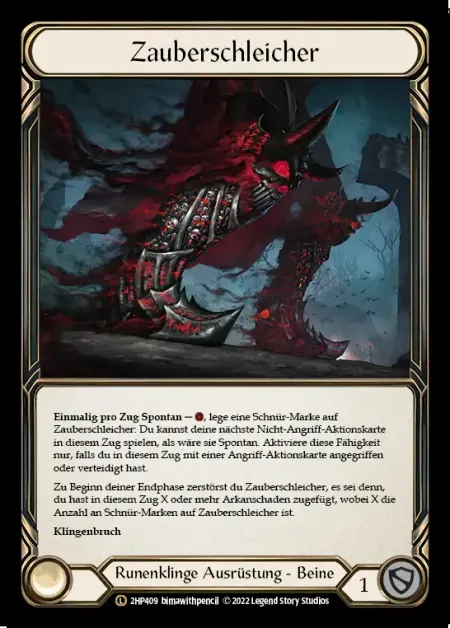 Zauberschleicher
Einmalig pro Zug Spontan — , lege eine Schnür-Marke auf
Zauberschleicher: Du kannst deine nächste Nicht-Angriff-Aktionskarte
in diesem Zug spielen, als wäre sie Spontan. Aktiviere diese Fähigkeit
nur, falls du in diesem Zug mit einer Angriff-Aktionskarte angegriffen
oder verteidigt hast.
Zu Beginn deiner Endphase zerstörst du Zauberschleicher, es sei denn,
du hast in diesem Zug X oder mehr Arkanschaden zugefügt, wobei X die
Anzahl an Schnür-Marken auf Zauberschleicher ist.
Klingenbruch
Runenklinge Ausrüstung - Beine
1
L 2HP409 bimawithpencil © 2022 Legend Story Studios